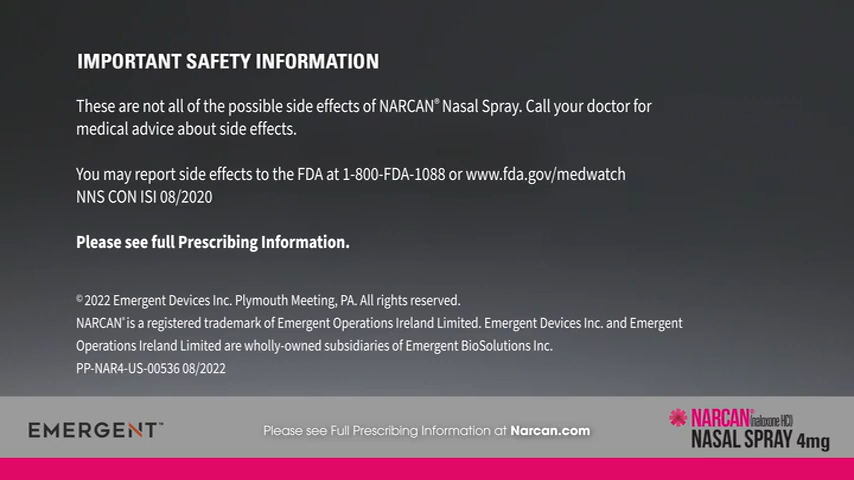 IMPORTANT SAFETY INFORMATION
These are not all of the possible side effects of NARCAN® Nasal Spray. Call your doctor for
medical advice about side effects.
You may report side effects to the FDA at 1-800-FDA-1088 or www.fda.gov/medwatch
NNS CON ISI 08/2020
Please see full Prescribing Information.
©2022 Emergent Devices Inc. Plymouth Meeting, PA. All rights reserved.
NARCAN® is a registered trademark of Emergent Operations Ireland Limited. Emergent Devices Inc. and Emergent
Operations Ireland Limited are wholly-owned subsidiaries of Emergent BioSolutions Inc.
PP-NAR4-US-00536 08/2022
EMERGENT™
Please see Full Prescribing Information at Narcan.com
NARCAN® (naloxone HCl)
NASAL SPRAY 4mg